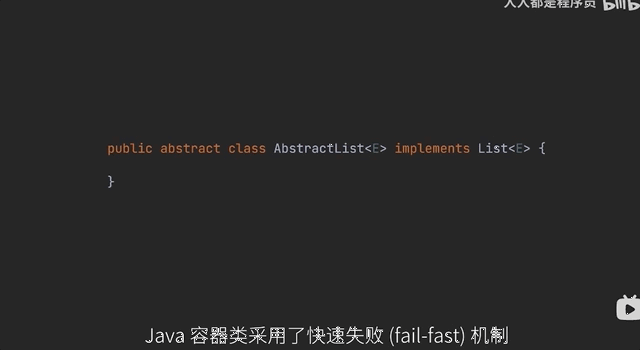 人人都是程序员 bilibili
public abstract class AbstractList<E> implements List<E> {
}
Java 容器类采用了快速失败 (fail-fast) 机制